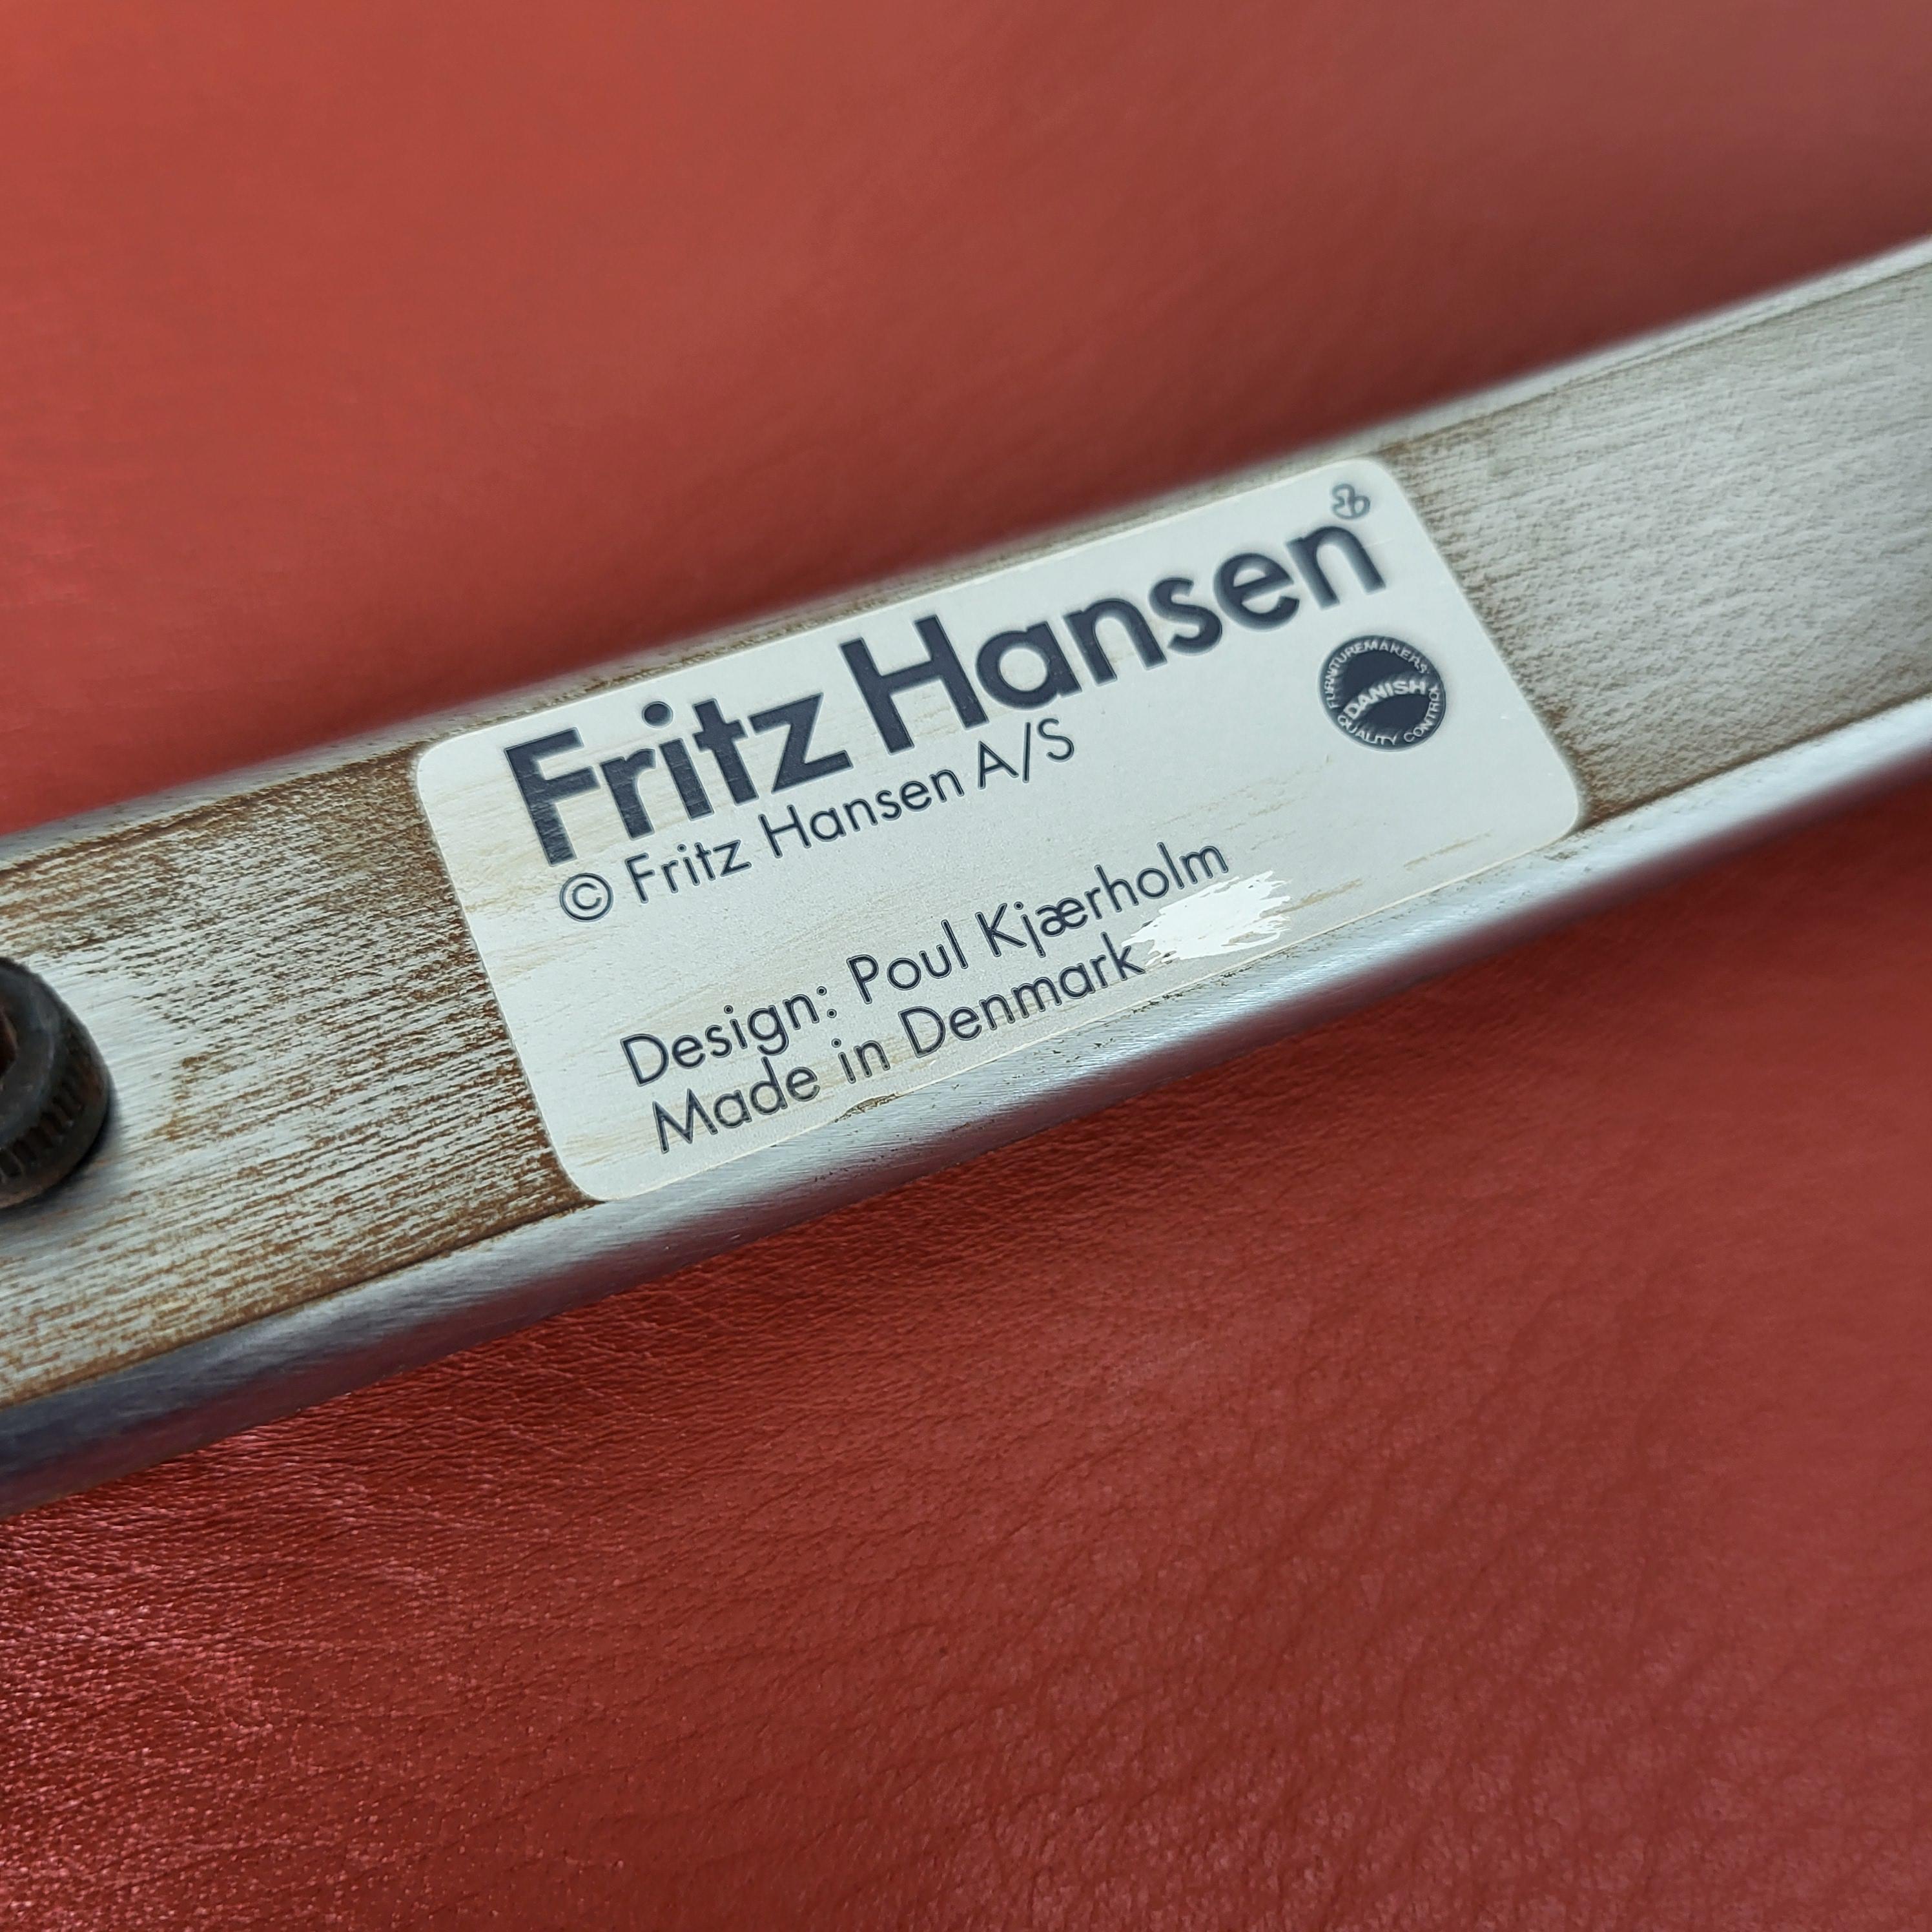 Fritz Hansen
© Fritz Hansen A/S
FURNITUREMAKERS
DANISH
QUALITY CONTROL
Design: Poul Kjærholm
Made in Denmark